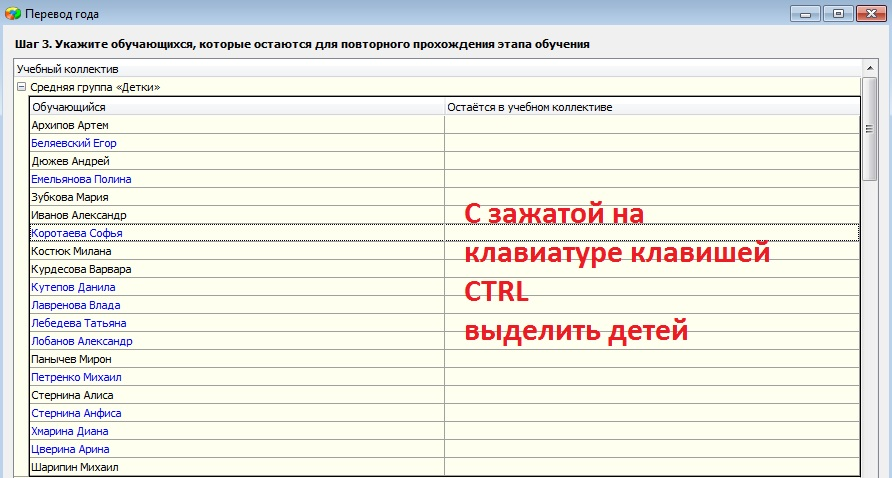 Перевод года
Шаг 3. Укажите обучающихся, которые остаются для повторного прохождения этапа обучения
Учебный коллектив
Средняя группа «Детки»
Обучающийся Остаётся в учебном коллективе
Архипов Артем
Беляевский Егор
Дюжев Андрей
Емельянова Полина
Зубкова Мария
Иванов Александр
Коротаева Софья
Костюк Милана
Курдесова Варвара
Кутепов Данила
Лавренова Влада
Лебедева Татьяна
Лобанов Александр
Панычев Мирон
Петренко Михаил
Стернина Алиса
Стернина Анфиса
Хмарина Диана
Цверина Арина
Шарипин Михаил
С зажатой на
клавиатуре клавишей
CTRL
выделить детей